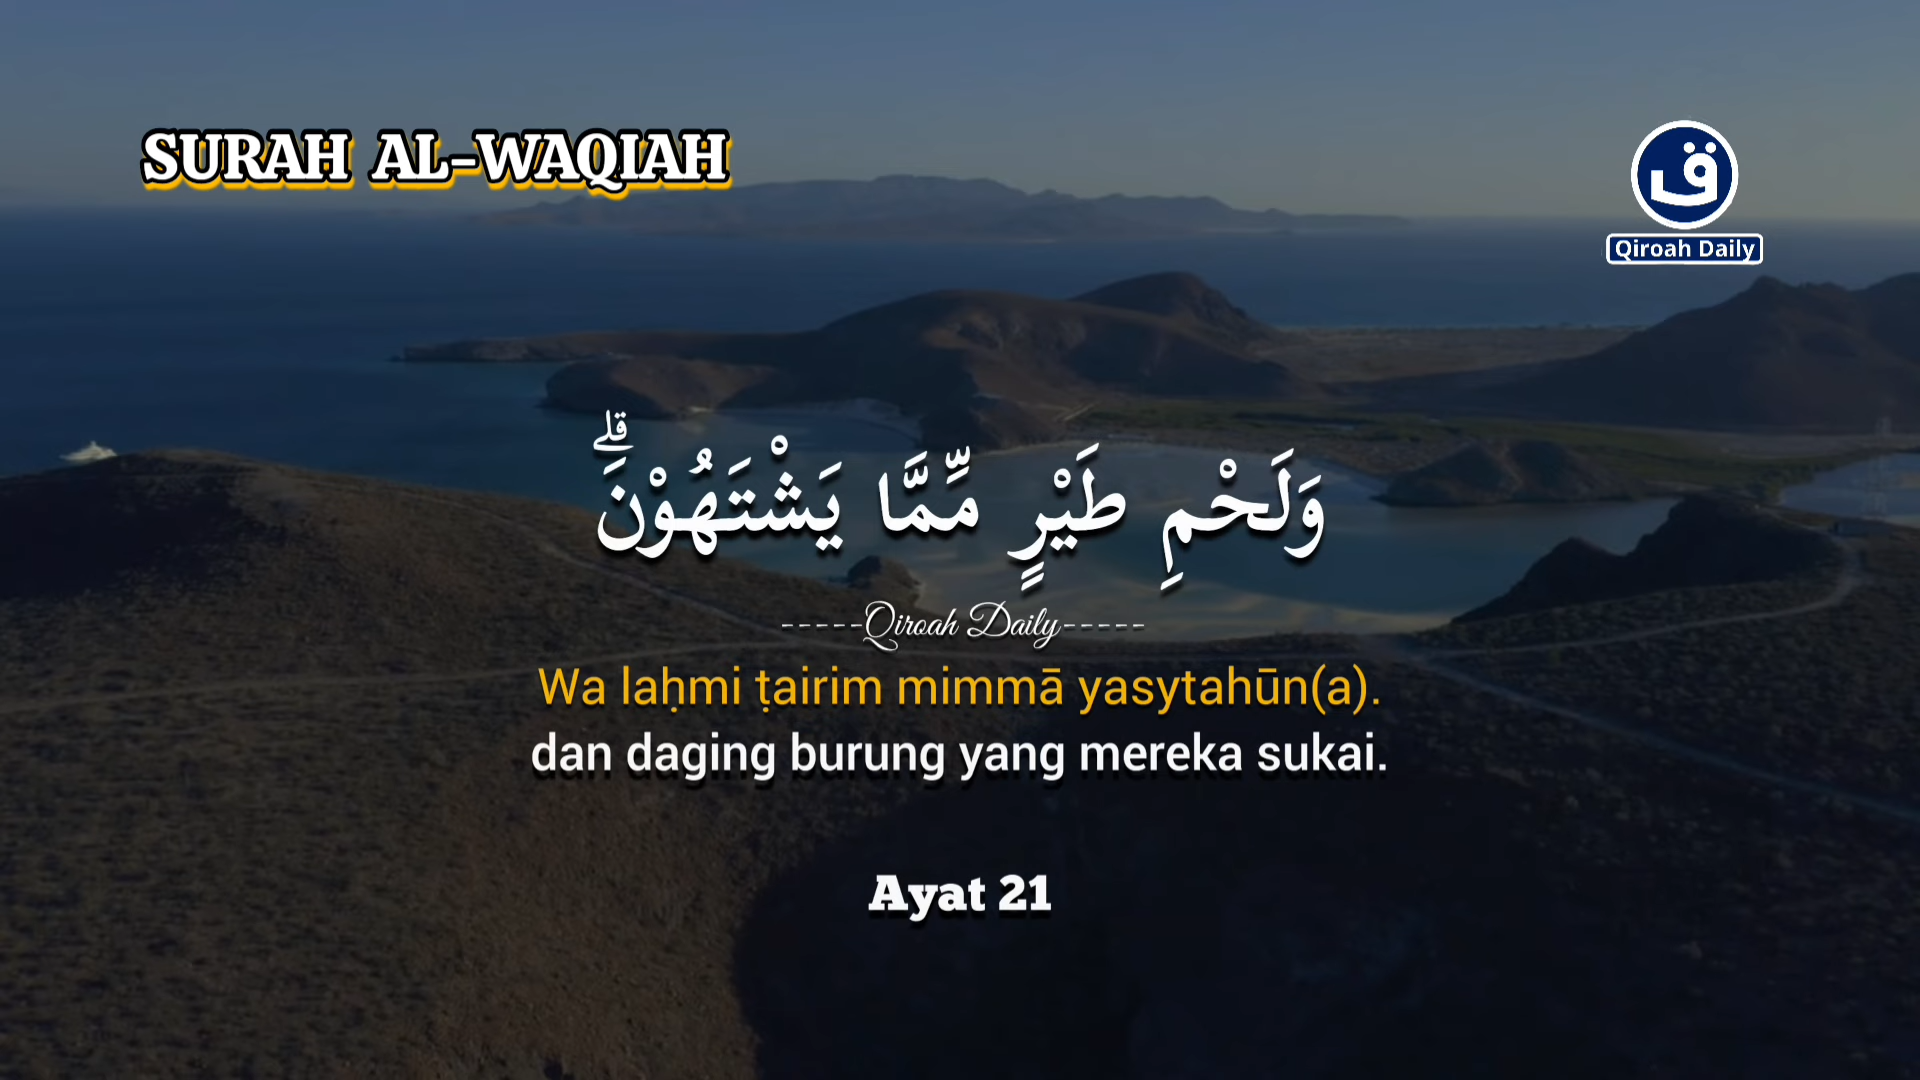 SURAH AL-WAQIAH
ق
Qiroah Daily
وَلَحْمِ طَيْرٍ مِّمَّا يَشْتَهُوْنَۗ
-----Qiroah Daily-----
Wa laḥmi ṭairim mimmā yasytahūn(a).
dan daging burung yang mereka sukai.
Ayat 21